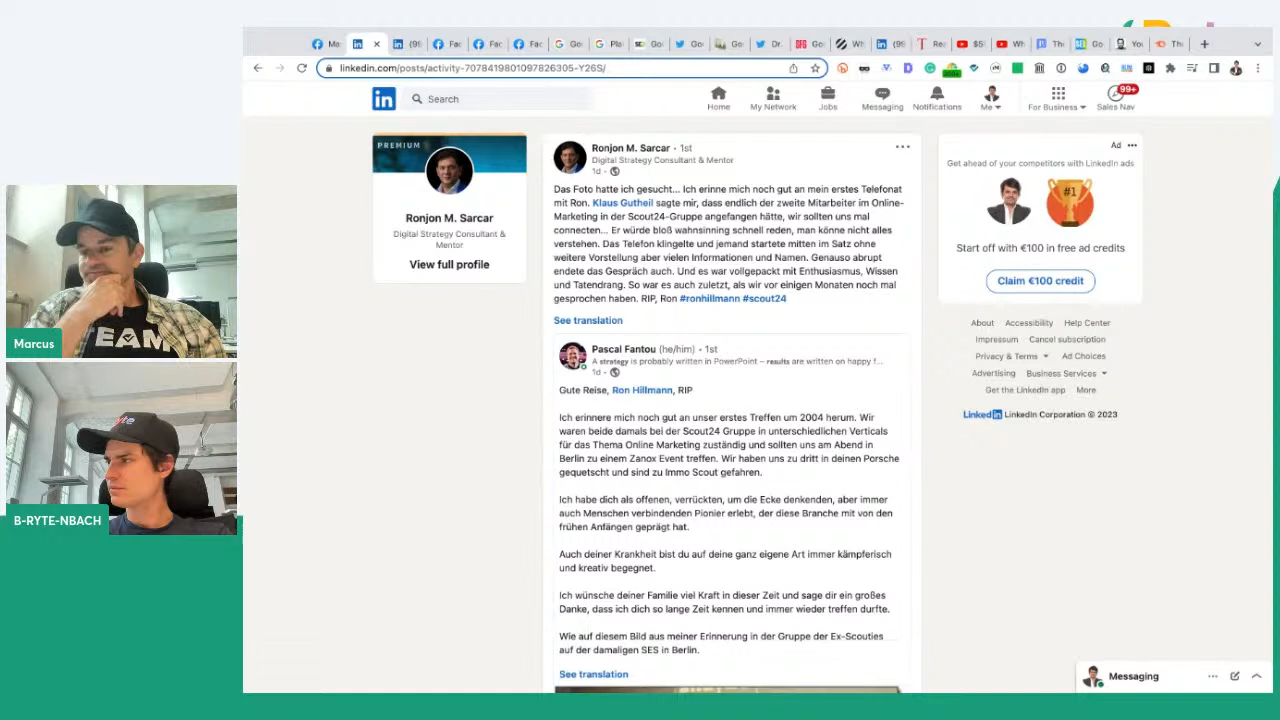 linkedin.com/posts/activity-7078419801097826305-Y26S/
Search
Home
My Network
Jobs
Messaging
Notifications
Me
For Business
Sales Nav
99+
PREMIUM
Ronjon M. Sarcar
Digital Strategy Consultant &
Mentor
View full profile
Ronjon M. Sarcar • 1st
Digital Strategy Consultant & Mentor
1d •
Das Foto hatte ich gesucht... Ich erinne mich noch gut an mein erstes Telefonat
mit Ron. Klaus Gutheil sagte mir, dass endlich der zweite Mitarbeiter im Online-
Marketing in der Scout24-Gruppe angefangen hätte, wir sollten uns mal
connecten... Er würde bloß wahnsinning schnell reden, man könne nicht alles
verstehen. Das Telefon klingelte und jemand startete mitten im Satz ohne
weitere Vorstellung aber vielen Informationen und Namen. Genauso abrupt
endete das Gespräch auch. Und es war vollgepackt mit Enthusiasmus, Wissen
und Tatendrang. So war es auch zuletzt, als wir vor einigen Monaten noch mal
gesprochen haben. RIP, Ron #ronhillmann #scout24
See translation
Pascal Fantou (he/him) • 1st
A strategy is probably written in PowerPoint – results are written on happy f...
1d •
Gute Reise, Ron Hillmann, RIP
Ich erinnere mich noch gut an unser erstes Treffen um 2004 herum. Wir
waren beide damals bei der Scout24 Gruppe in unterschiedlichen Verticals
für das Thema Online Marketing zuständig und sollten uns am Abend in
Berlin zu einem Zanox Event treffen. Wir haben uns zu dritt in deinen Porsche
gequetscht und sind zu Immo Scout gefahren.
Ich habe dich als offenen, verrückten, um die Ecke denkenden, aber immer
auch Menschen verbindenden Pionier erlebt, der diese Branche mit von den
frühen Anfängen geprägt hat.
Auch deiner Krankheit bist du auf deine ganz eigene Art immer kämpferisch
und kreativ begegnet.
Ich wünsche deiner Familie viel Kraft in dieser Zeit und sage dir ein großes
Danke, dass ich dich so lange Zeit kennen und immer wieder treffen durfte.
Wie auf diesem Bild aus meiner Erinnerung in der Gruppe der Ex-Scouties
auf der damaligen SES in Berlin.
See translation
Ad
Get ahead of your competitors with LinkedIn ads
#1
Start off with €100 in free ad credits
Claim €100 credit
About Accessibility Help Center
Impressum Cancel subscription
Privacy & Terms Ad Choices
Advertising Business Services
Get the LinkedIn app More
LinkedIn LinkedIn Corporation © 2023
Messaging
TEAM
Marcus
B-RYTE-NBACH